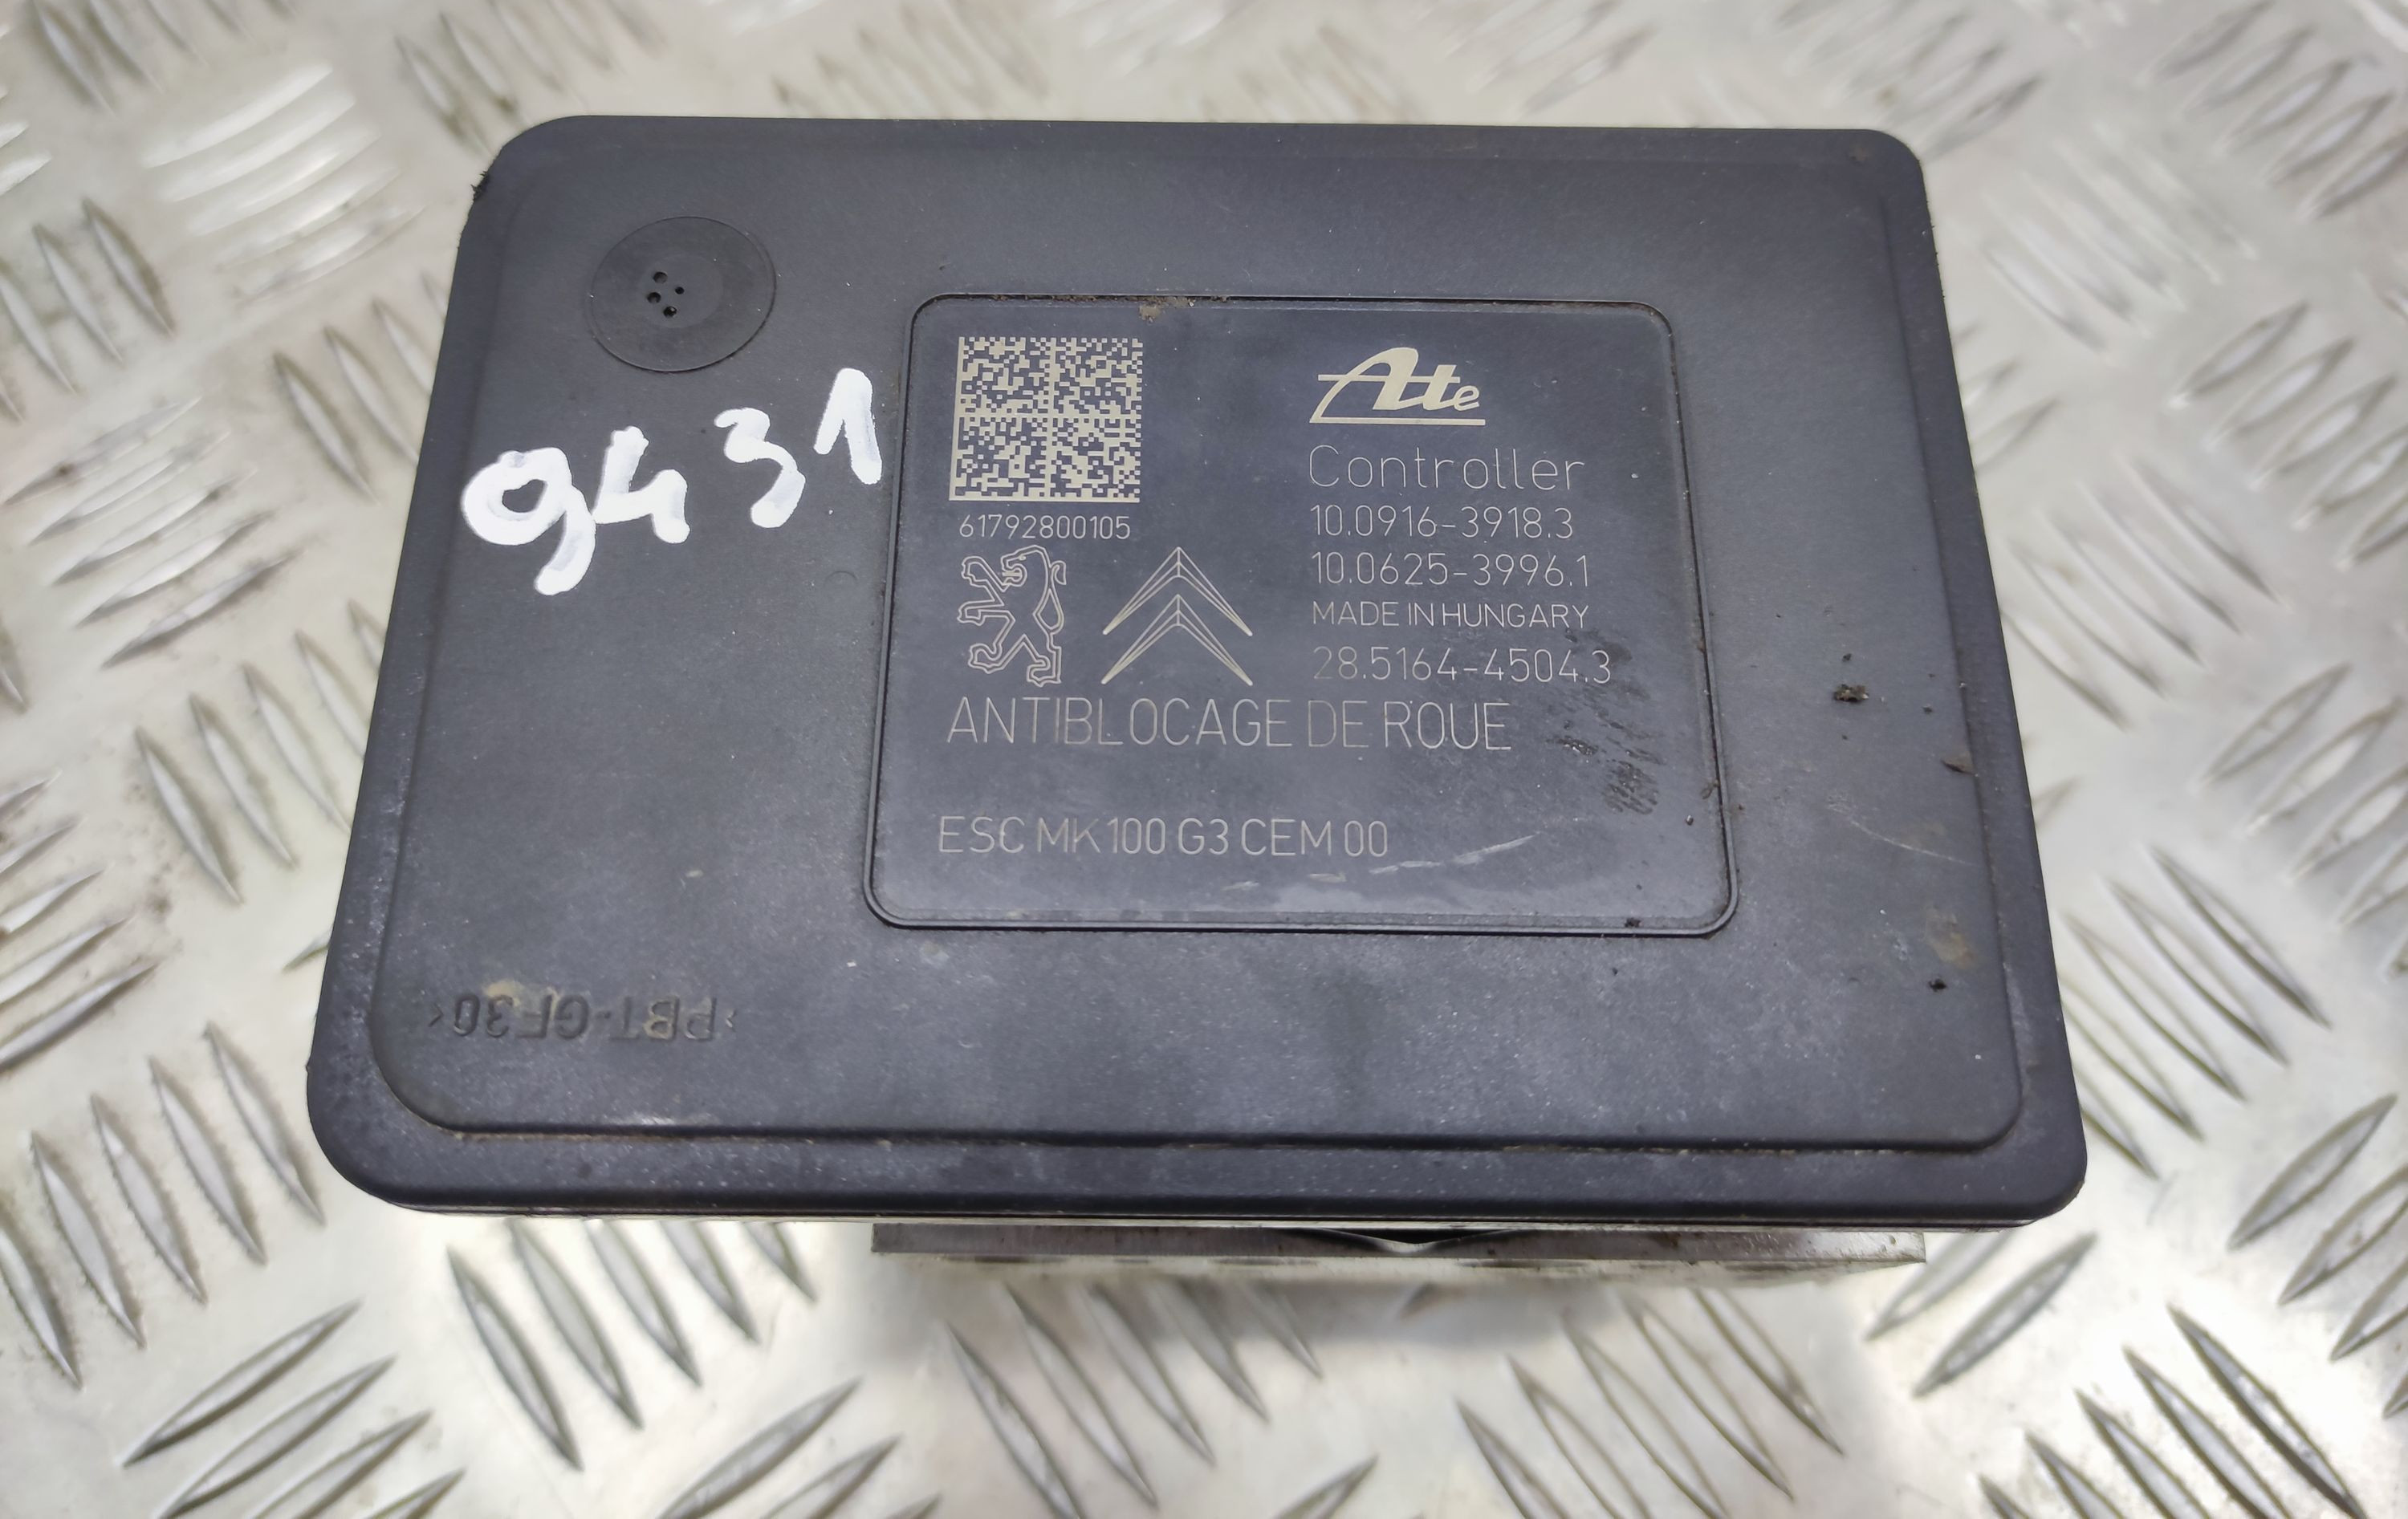 9431
61792800105
Ate
Controller
10.0916-3918.3
10.0625-3996.1
MADE IN HUNGARY
28.5164-4504.3
ANTIBLOCAGE DE ROUE
ESC MK100 G3 CEM 00
>PBT-GF30<